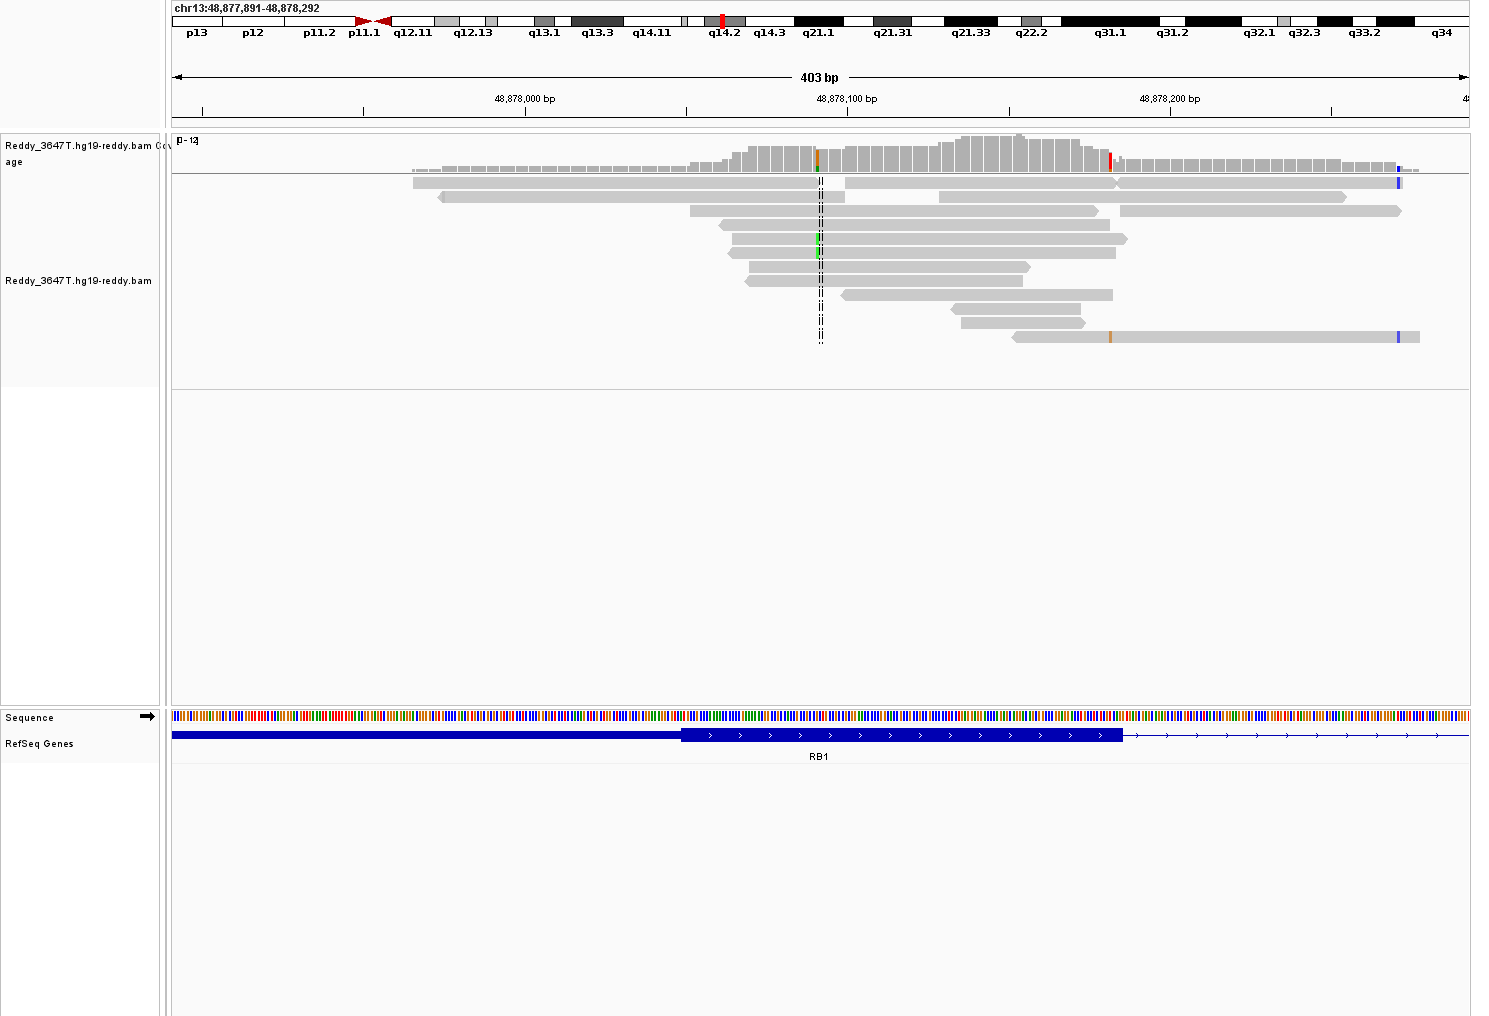 chr13:48,877,891-48,878,292
p13 p12 p11.2 p11.1 q12.11 q12.13 q13.1 q13.3 q14.11 q14.2 q14.3 q21.1 q21.31 q21.33 q22.2 q31.1 q31.2 q32.1 q32.3 q33.2 q34
403 bp
48,878,000 bp 48,878,100 bp 48,878,200 bp 48
Reddy_3647T.hg19-reddy.bam Cov
age
[0 - 12]
Reddy_3647T.hg19-reddy.bam
Sequence
RefSeq Genes
RB1